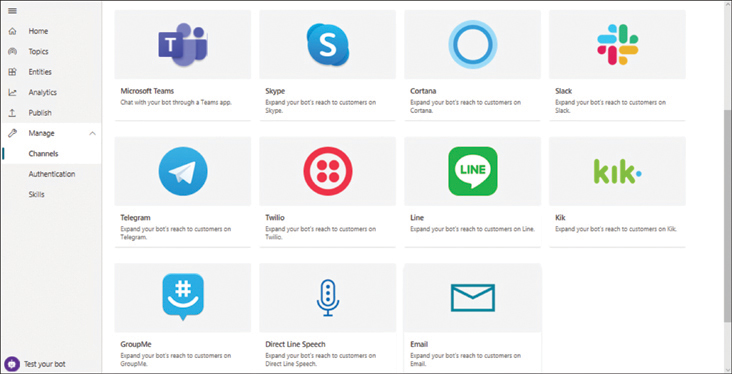 Home
Topics
Entities
Analytics
Publish
Manage
Channels
Authentication
Skills
Test your bot
T
S
Microsoft Teams
Chat with your bot through a Teams app.
Skype
Expand your bot's reach to customers on
Skype.
Cortana
Expand your bot's reach to customers on
Cortana.
Slack
Expand your bot's reach to customers on
Slack.
LINE
kik
Telegram
Expand your bot's reach to customers on
Telegram.
Twilio
Expand your bot's reach to customers on
Twilio.
Line
Expand your bot's reach to customers on Line.
Kik
Expand your bot's reach to customers on Kik.
#
GroupMe
Expand your bot's reach to customers on
GroupMe.
Direct Line Speech
Expand your bot's reach to customers on
Direct Line Speech.
Email
Expand your bot's reach to customers on
Email.